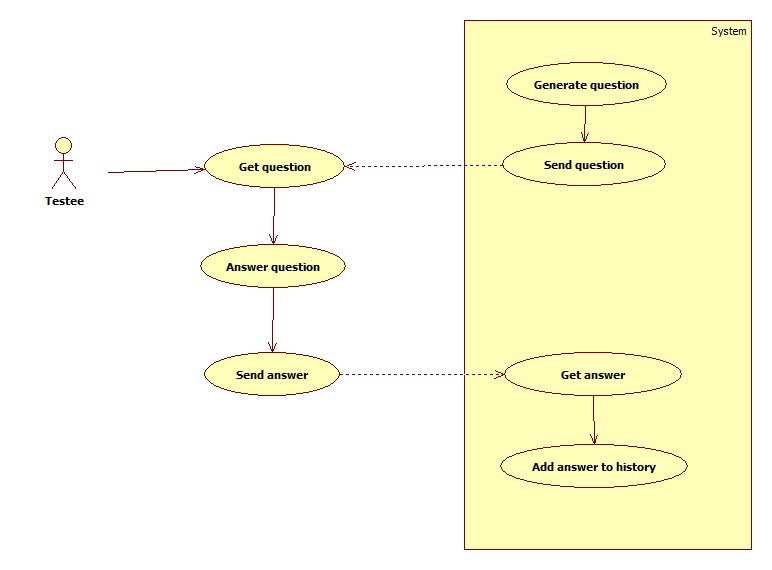 System
Generate question
Get question
Send question
Testee
Answer question
Send answer
Get answer
Add answer to history